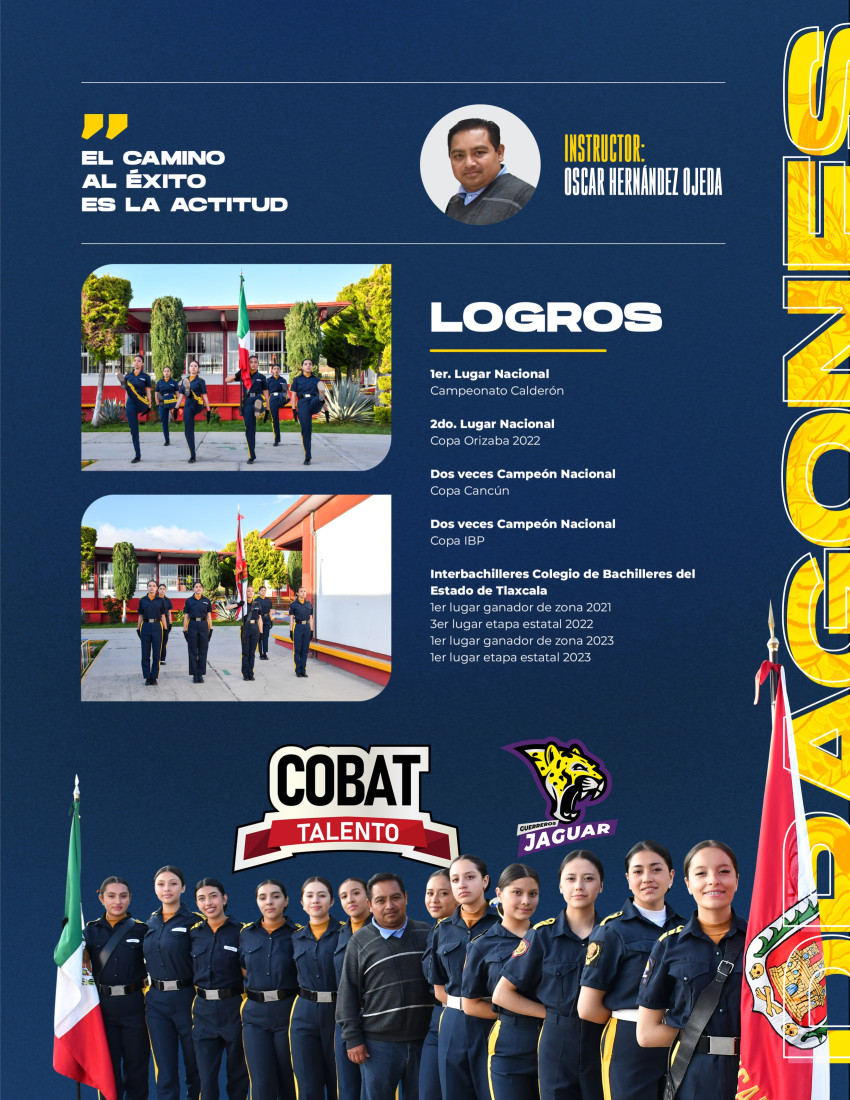 EL CAMINO
AL ÉXITO
ES LA ACTITUD
INSTRUCTOR:
OSCAR HERNÁNDEZ OJEDA
LOGROS
1er. Lugar Nacional
Campeonato Calderón
2do. Lugar Nacional
Copa Orizaba 2022
Dos veces Campeón Nacional
Copa Cancún
Dos veces Campeón Nacional
Copa IBP
Interbachilleres Colegio de Bachilleres del
Estado de Tlaxcala
1er lugar ganador de zona 2021
3er lugar etapa estatal 2022
1er lugar ganador de zona 2023
1er lugar etapa estatal 2023
COBAT
TALENTO
GUERREROS
JAGUAR
DRAGONES